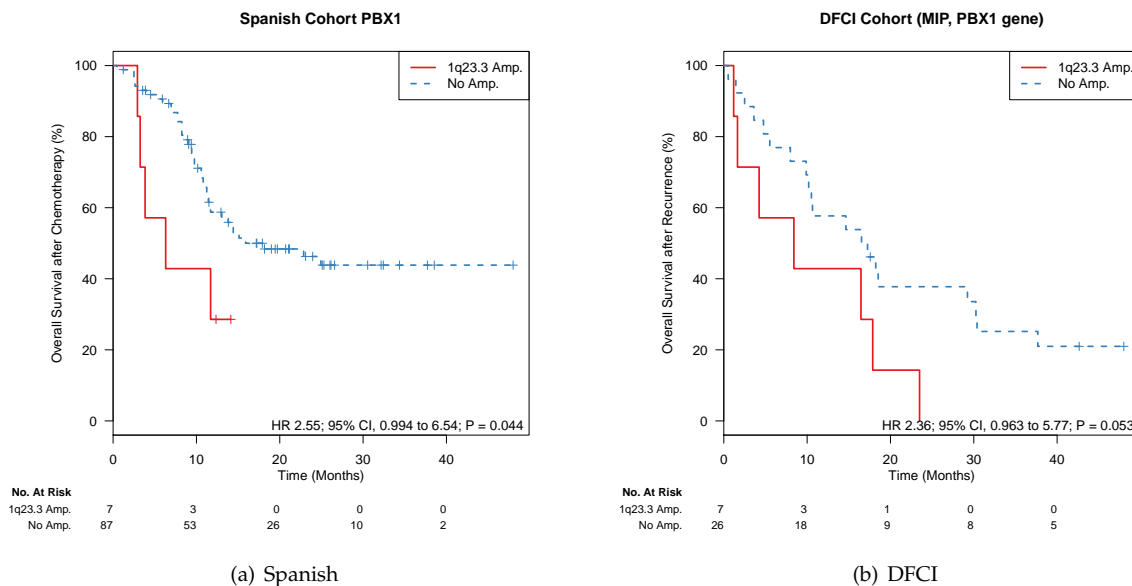 Spanish Cohort PBX1
1q23.3 Amp.
No Amp.
Overall Survival after Chemotherapy (%)
100
80
60
40
20
0
HR 2.55; 95% CI, 0.994 to 6.54; P = 0.044
0 10 20 30 40
Time (Months)
No. At Risk
1q23.3 Amp. 7 3 0 0 0
No Amp. 87 53 26 10 2
(a) Spanish
DFCI Cohort (MIP, PBX1 gene)
1q23.3 Amp.
No Amp.
Overall Survival after Recurrence (%)
100
80
60
40
20
0
HR 2.36; 95% CI, 0.963 to 5.77; P = 0.053
0 10 20 30 40
Time (Months)
No. At Risk
1q23.3 Amp. 7 3 1 0 0
No Amp. 26 18 9 8 5
(b) DFCI